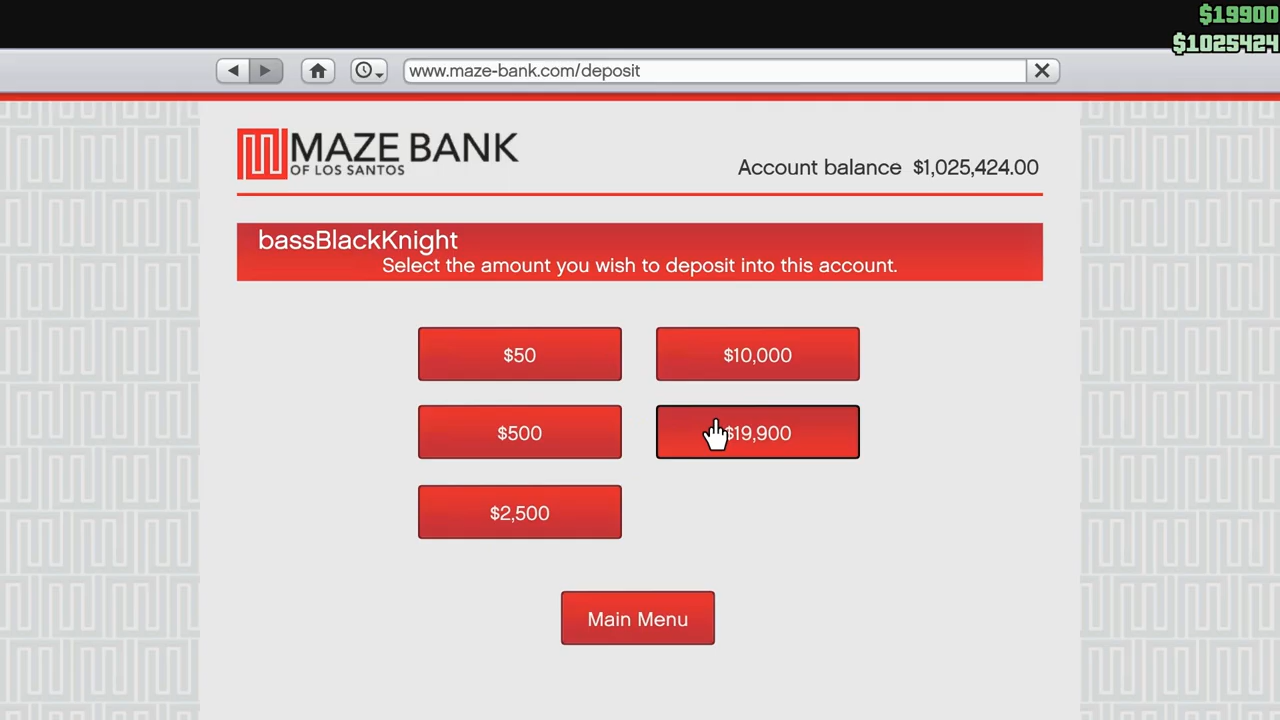 $19900
$1025424
www.maze-bank.com/deposit
MAZE BANK
OF LOS SANTOS
Account balance $1,025,424.00
bassBlackKnight
Select the amount you wish to deposit into this account.
$50
$10,000
$500
$19,900
$2,500
Main Menu